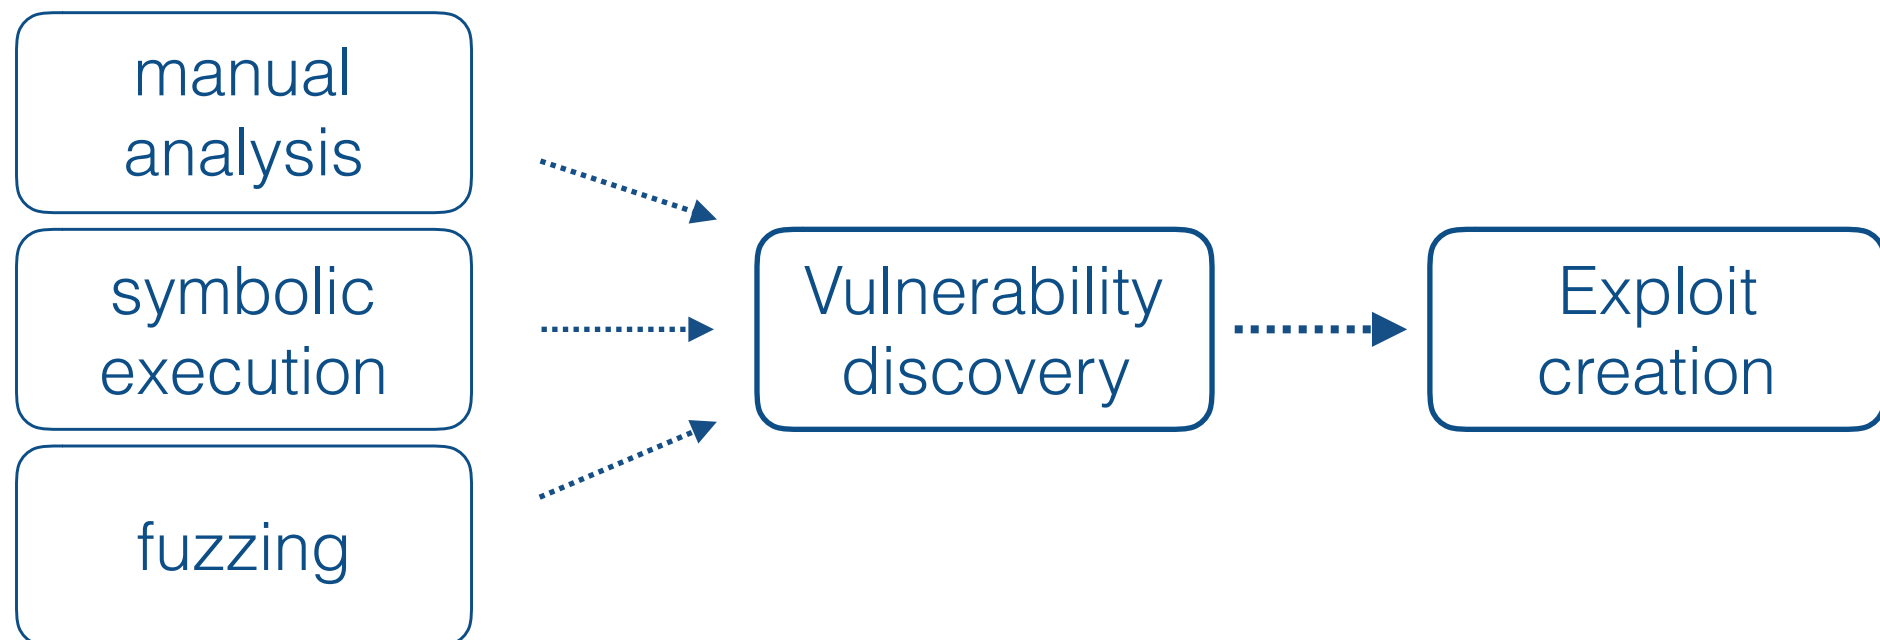 manual
analysis
symbolic
execution
fuzzing
Vulnerability
discovery
Exploit
creation